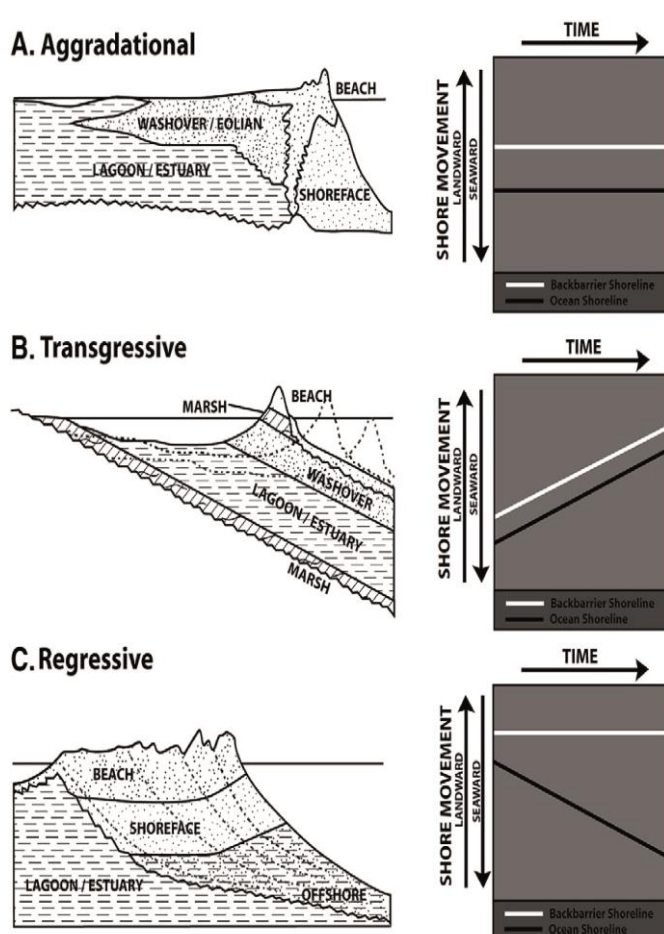 A. Aggradational
BEACH
WASHOVER / EOLIAN
LAGOON / ESTUARY
SHOREFACE
TIME
SHORE MOVEMENT
LANDWARD
SEAWARD
Backbarrier Shoreline
Ocean Shoreline
B. Transgressive
MARSH
BEACH
WASHOVER
LAGOON / ESTUARY
MARSH
TIME
SHORE MOVEMENT
LANDWARD
SEAWARD
Backbarrier Shoreline
Ocean Shoreline
C. Regressive
BEACH
SHOREFACE
LAGOON / ESTUARY
OFFSHORE
TIME
SHORE MOVEMENT
LANDWARD
SEAWARD
Backbarrier Shoreline
Ocean Shoreline